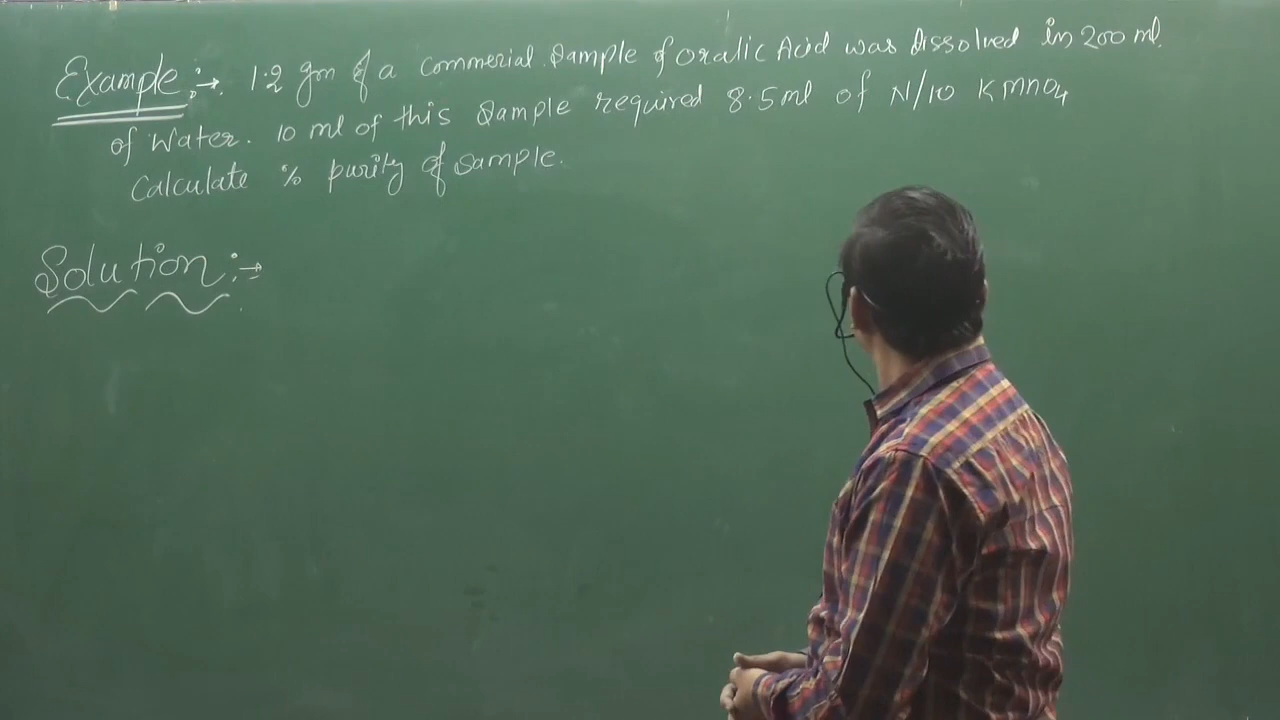 Example :→ 1.2 gm of a commerial sample of oxalic Acid was dissolved in 200 ml.
of water. 10 ml of this sample required 8.5 ml of N/10 KMnO4
Calculate % purity of sample.
Solution :→